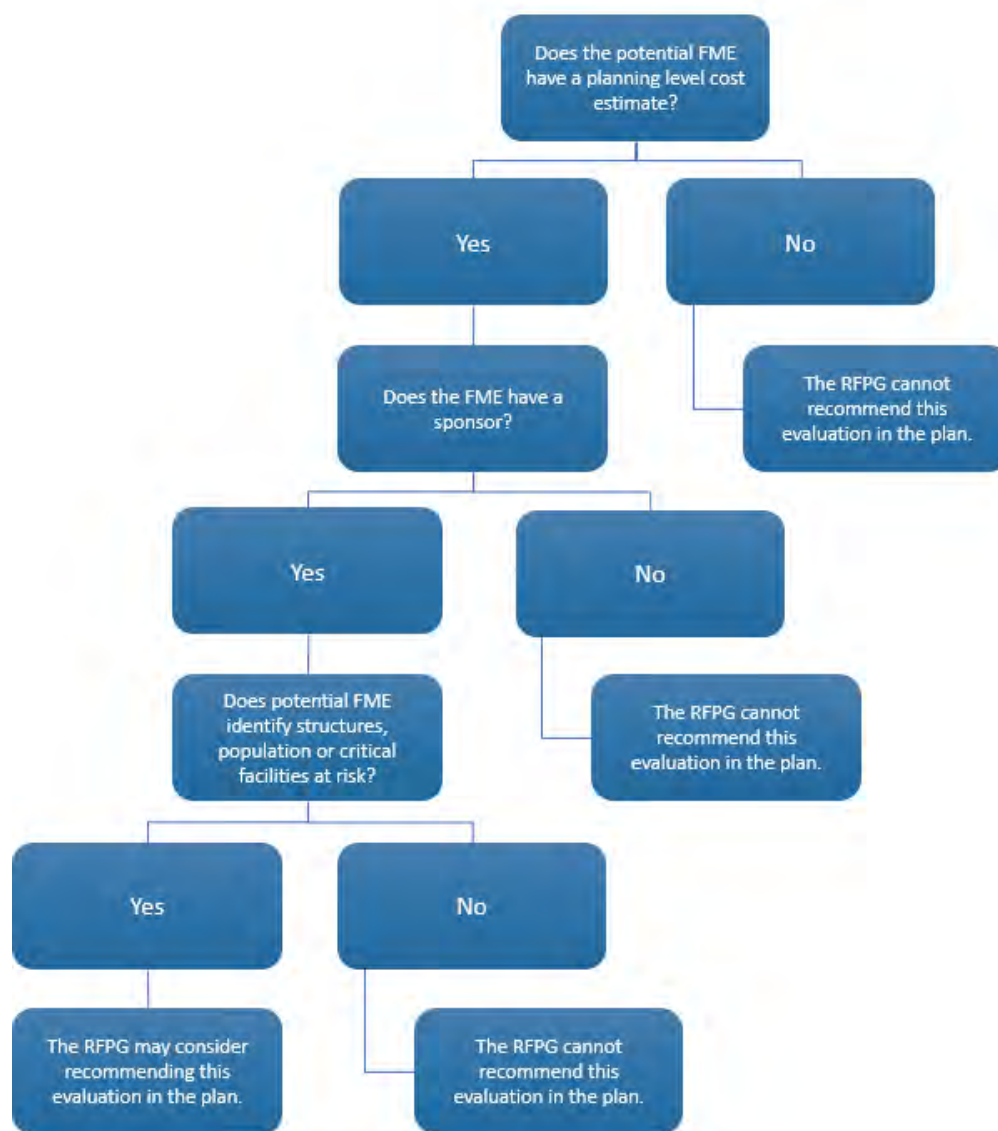 Does the potential FME
have a planning level cost
estimate?
Yes
No
Does the FME have a
sponsor?
The RFPG cannot
recommend this
evaluation in the plan.
Yes
No
Does potential FME
identify structures,
population or critical
facilities at risk?
The RFPG cannot
recommend this
evaluation in the plan.
Yes
No
The RFPG may consider
recommending this
evaluation in the plan.
The RFPG cannot
recommend this
evaluation in the plan.